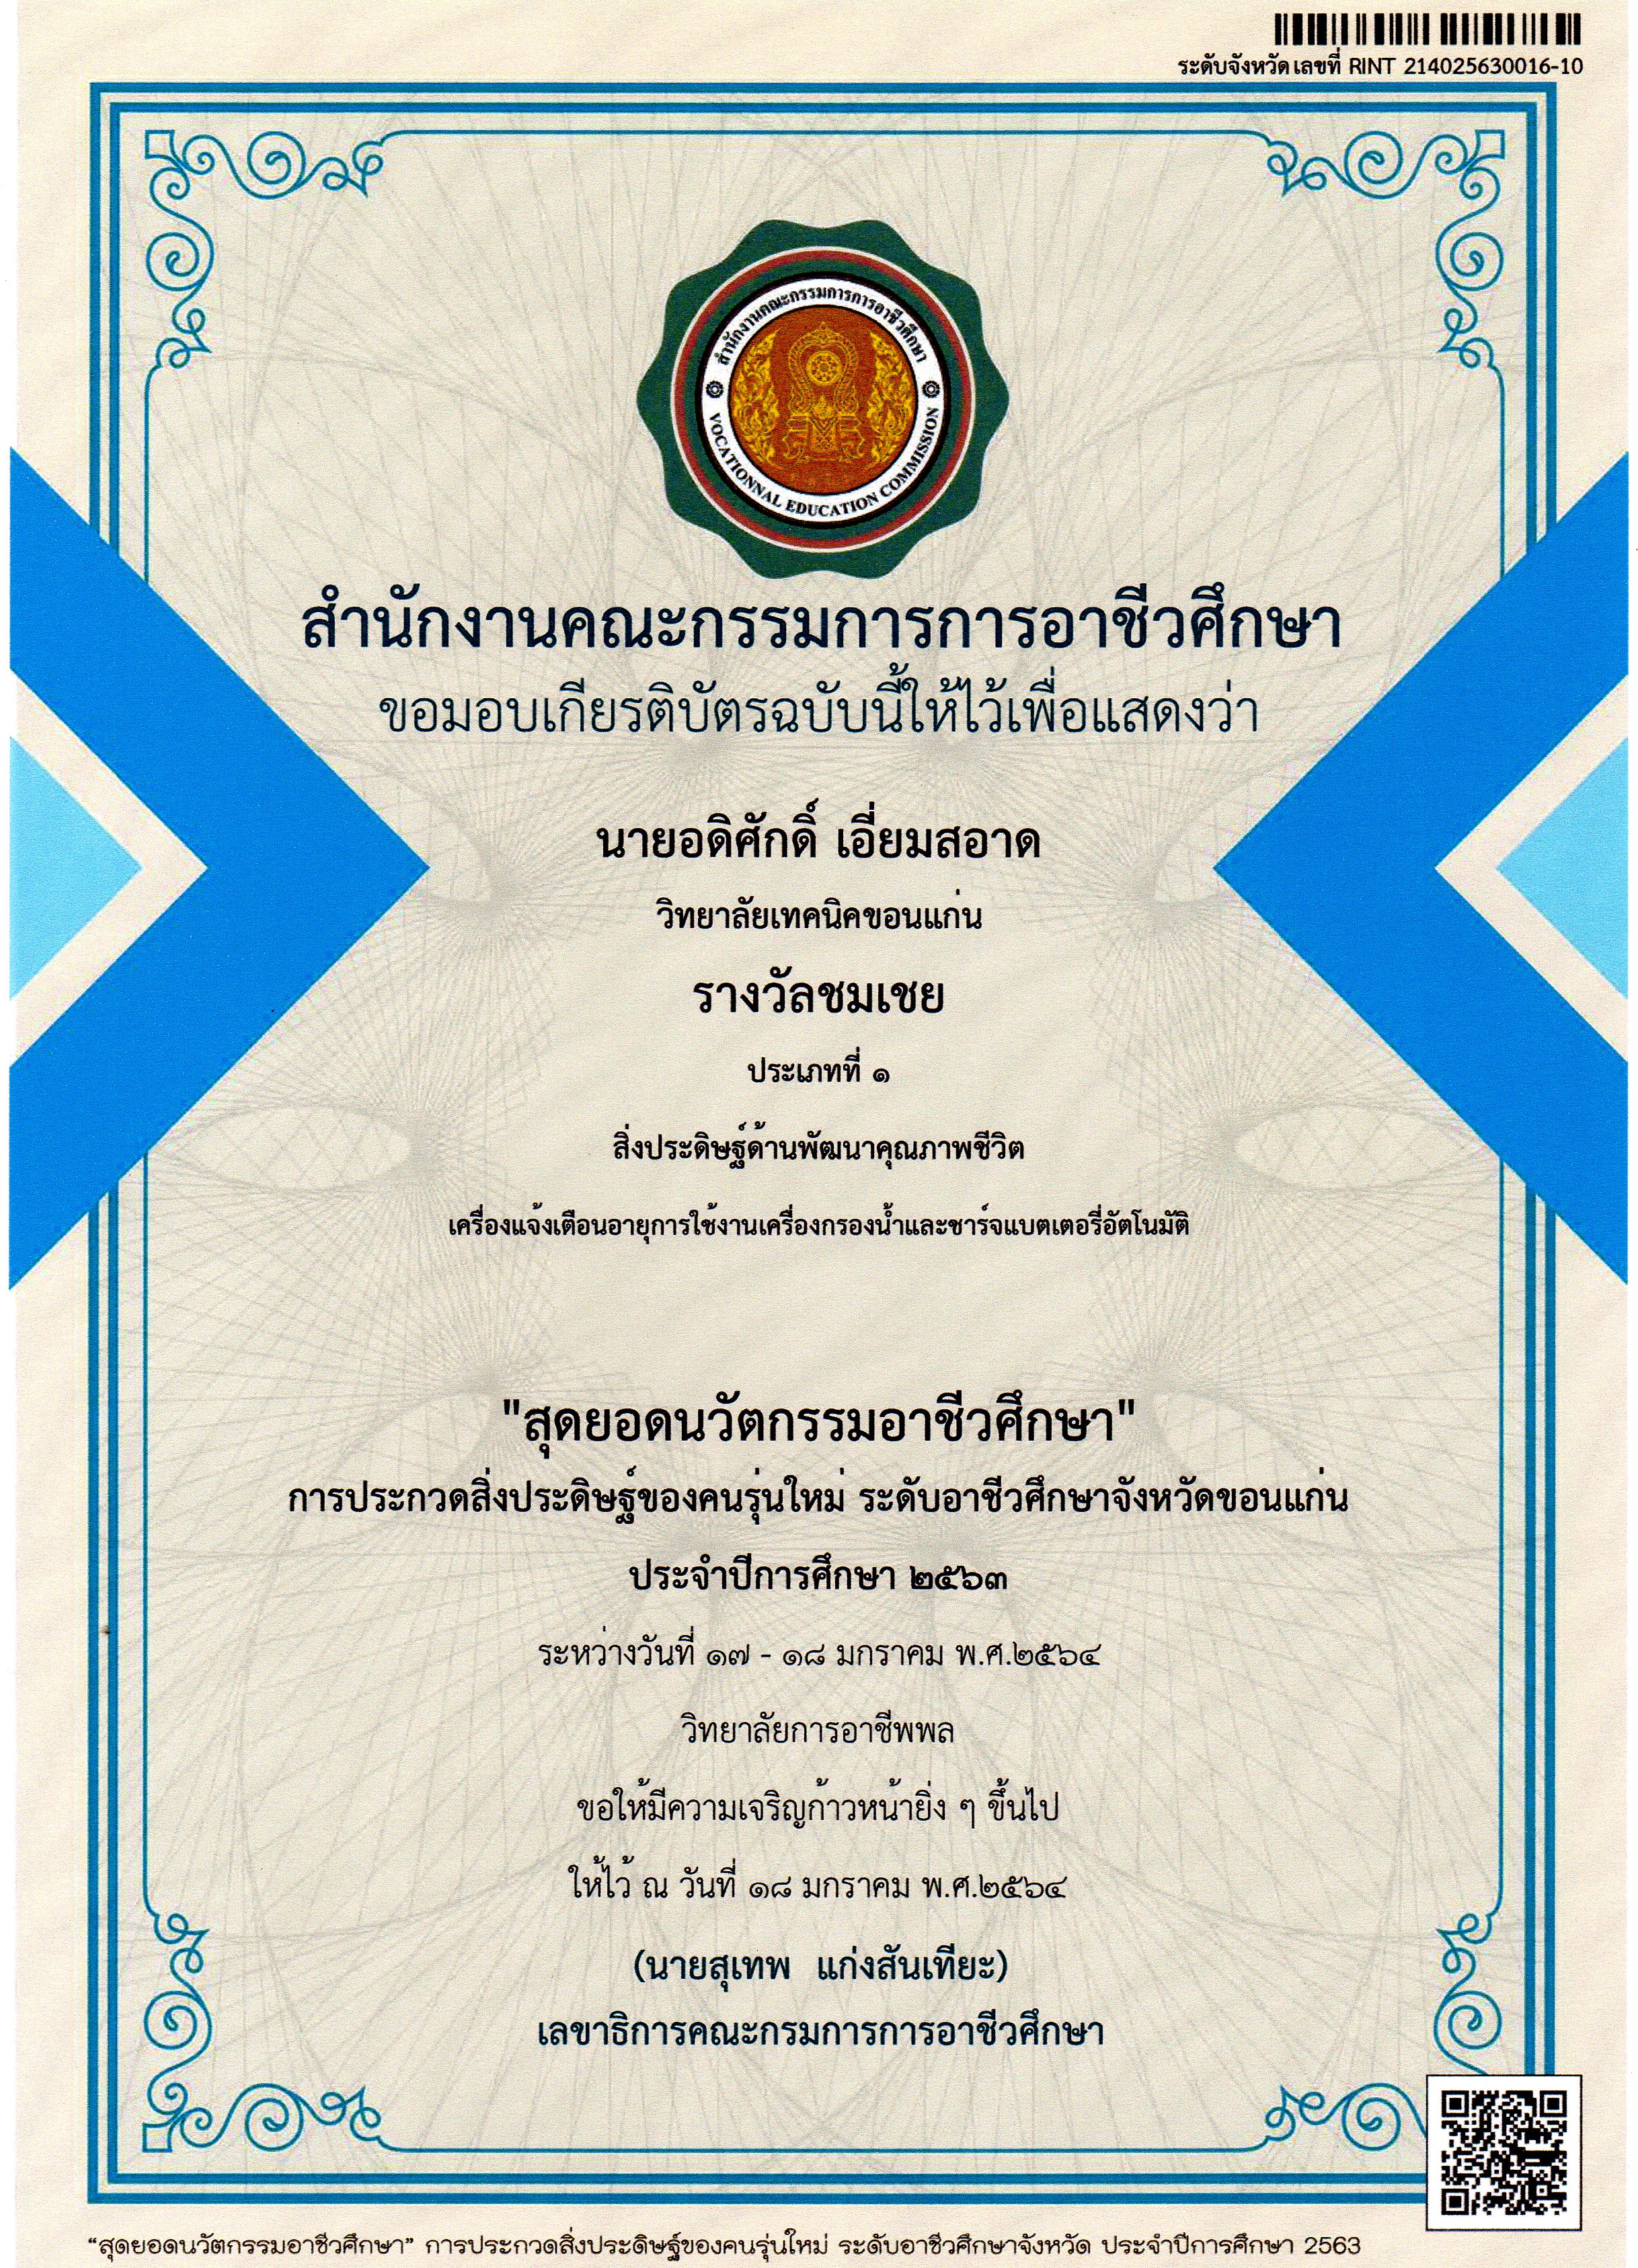 ระดับจังหวัด เลขที่ RINT 214025630016-10
สำนักงานคณะกรรมการการอาชีวศึกษา
VOCATIONNAL EDUCATION COMMISSION
สำนักงานคณะกรรมการการอาชีวศึกษา
ขอมอบเกียรติบัตรฉบับนี้ให้ไว้เพื่อแสดงว่า
นายอดิศักดิ์ เอี่ยมสอาด
วิทยาลัยเทคนิคขอนแก่น
รางวัลชมเชย
ประเภทที่ ๑
สิ่งประดิษฐ์ด้านพัฒนาคุณภาพชีวิต
เครื่องแจ้งเตือนอายุการใช้งานเครื่องกรองน้ำและชาร์จแบตเตอรี่อัตโนมัติ
"สุดยอดนวัตกรรมอาชีวศึกษา"
การประกวดสิ่งประดิษฐ์ของคนรุ่นใหม่ ระดับอาชีวศึกษาจังหวัดขอนแก่น
ประจำปีการศึกษา ๒๕๖๓
ระหว่างวันที่ ๑๗ - ๑๘ มกราคม พ.ศ.๒๕๖๔
วิทยาลัยการอาชีพพล
ขอให้มีความเจริญก้าวหน้ายิ่ง ๆ ขึ้นไป
ให้ไว้ ณ วันที่ ๑๘ มกราคม พ.ศ.๒๕๖๔
(นายสุเทพ แก่งสันเทียะ)
เลขาธิการคณะกรมการการอาชีวศึกษา
“สุดยอดนวัตกรรมอาชีวศึกษา” การประกวดสิ่งประดิษฐ์ของคนรุ่นใหม่ ระดับอาชีวศึกษาจังหวัด ประจำปีการศึกษา 2563